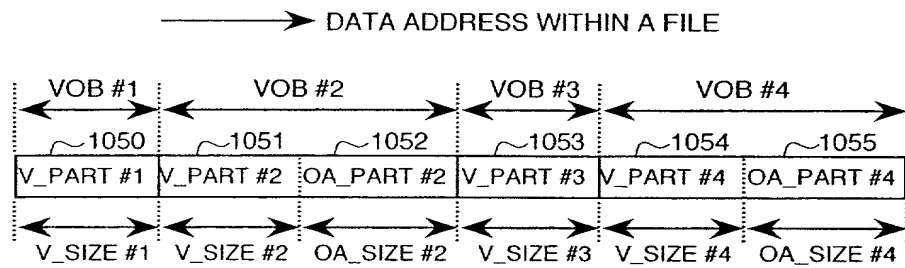 DATA ADDRESS WITHIN A FILE
VOB #1 VOB #2 VOB #3 VOB #4
1050 1051 1052 1053 1054 1055
V_PART #1 V_PART #2 OA_PART #2 V_PART #3 V_PART #4 OA_PART #4
V_SIZE #1 V_SIZE #2 OA_SIZE #2 V_SIZE #3 V_SIZE #4 OA_SIZE #4